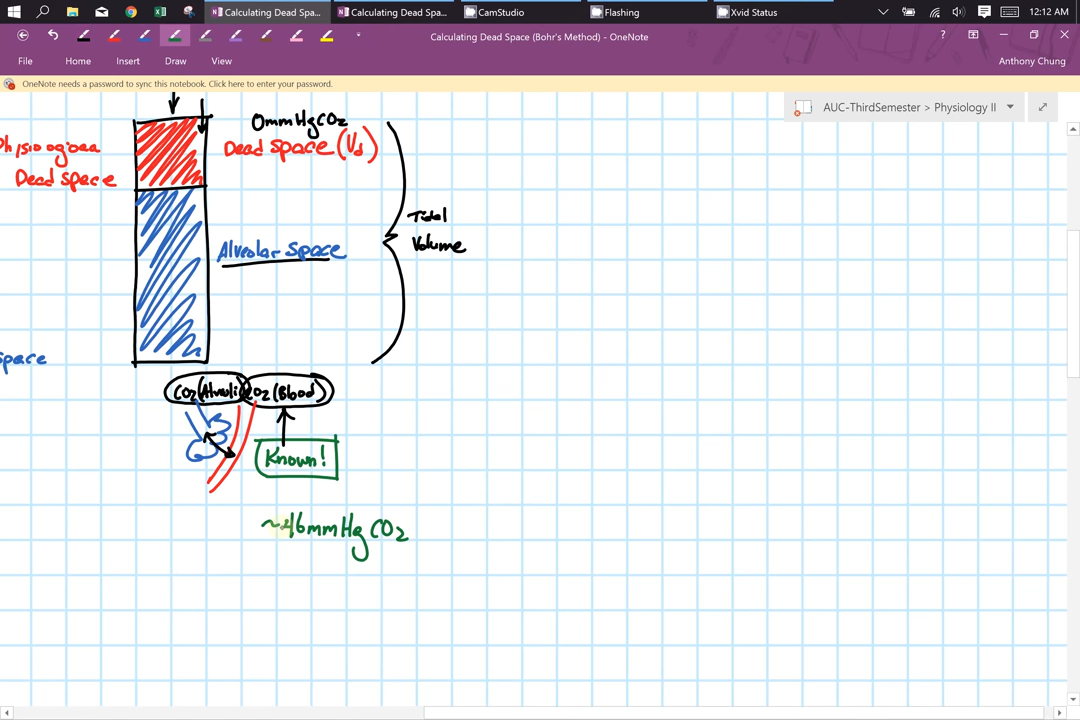 Calculating Dead Spa...
Calculating Dead Spa...
CamStudio
Flashing
Xvid Status
12:12 AM
Calculating Dead Space (Bohr's Method) - OneNote
?
File
Home
Insert
Draw
View
Anthony Chung
OneNote needs a password to sync this notebook. Click here to enter your password.
AUC-ThirdSemester > Physiology II
0mmHgCO2
Dead space (Vd)
Dead space
Tidal
Volume
Alveolar space
space
CO2(Alveoli)
CO2(Blood)
Known!
~46mmHg CO2